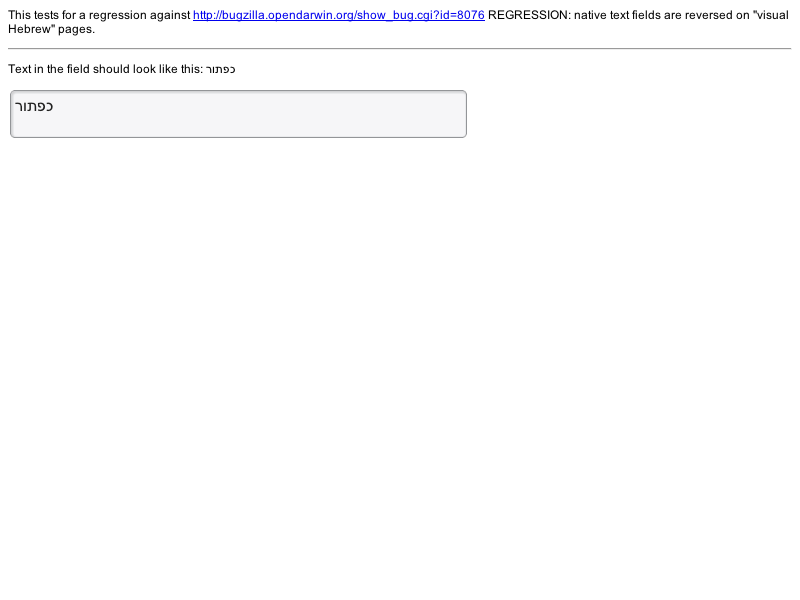 This tests for a regression against http://bugzilla.opendarwin.org/show_bug.cgi?id=8076 REGRESSION: native text fields are reversed on "visual
Hebrew" pages.
Text in the field should look like this: כפתור
כפתור